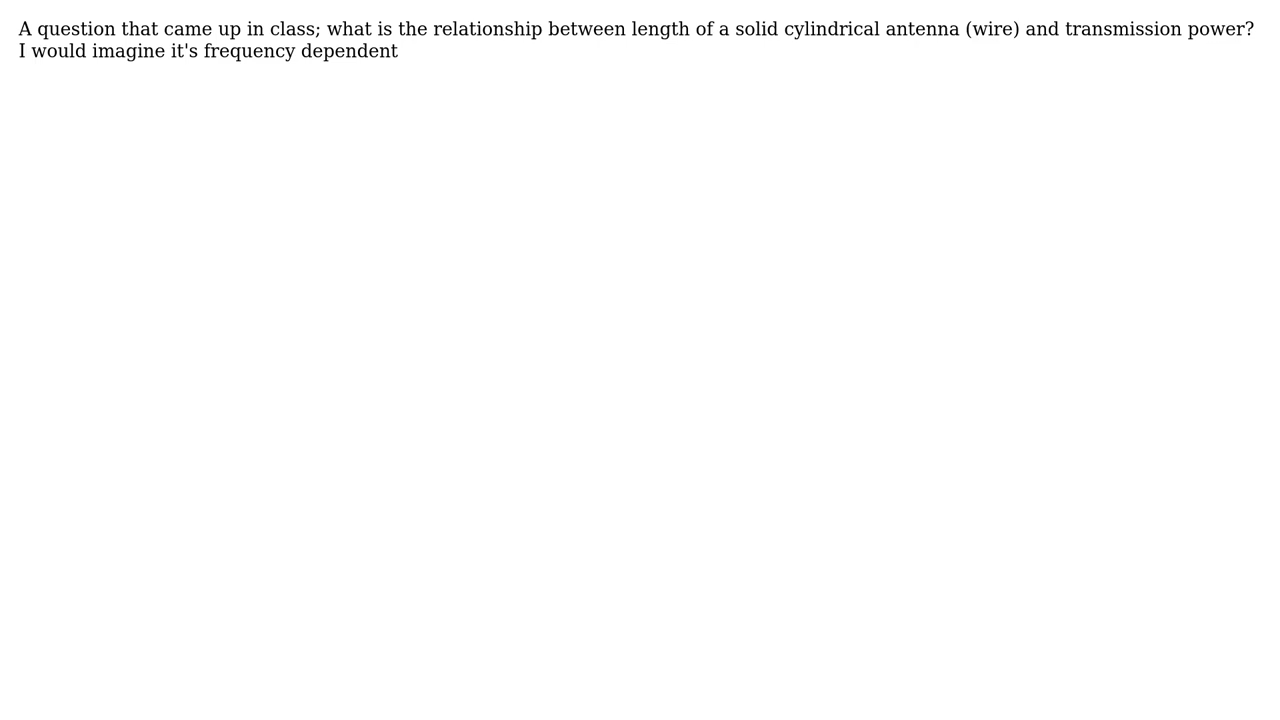 A question that came up in class; what is the relationship between length of a solid cylindrical antenna (wire) and transmission power?
I would imagine it's frequency dependent